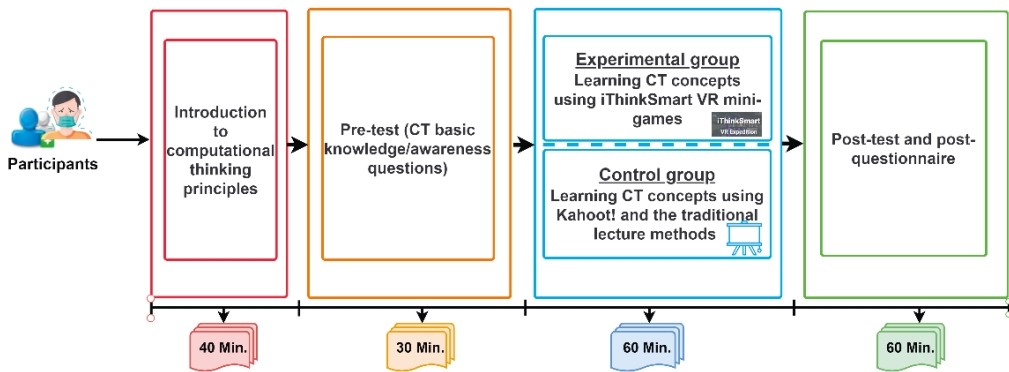 Participants
Introduction
to
computational
thinking
principles
Pre-test (CT basic
knowledge/awareness
questions)
Experimental group
Learning CT concepts
using iThinkSmart VR mini-
games
iThinkSmart
VR Expedition
Control group
Learning CT concepts using
Kahoot! and the traditional
lecture methods
Post-test and post-
questionnaire
40 Min.
30 Min.
60 Min.
60 Min.